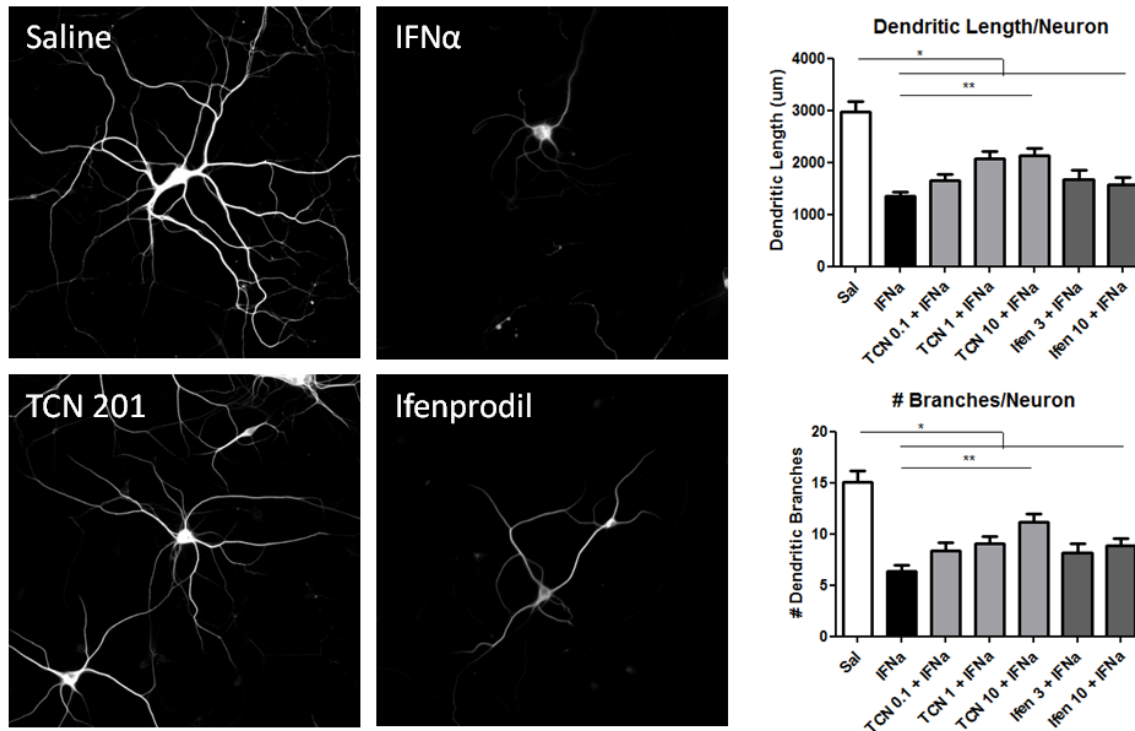 Saline
IFNα
TCN 201
Ifenprodil
Dendritic Length/Neuron
*
**
Dendritic Length (um)
4000
3000
2000
1000
0
Sal
IFNa
TCN 0.1 + IFNa
TCN 1 + IFNa
TCN 10 + IFNa
Ifen 3 + IFNa
Ifen 10 + IFNa
# Branches/Neuron
*
**
# Dendritic Branches
20
15
10
5
0
Sal
IFNa
TCN 0.1 + IFNa
TCN 1 + IFNa
TCN 10 + IFNa
Ifen 3 + IFNa
Ifen 10 + IFNa